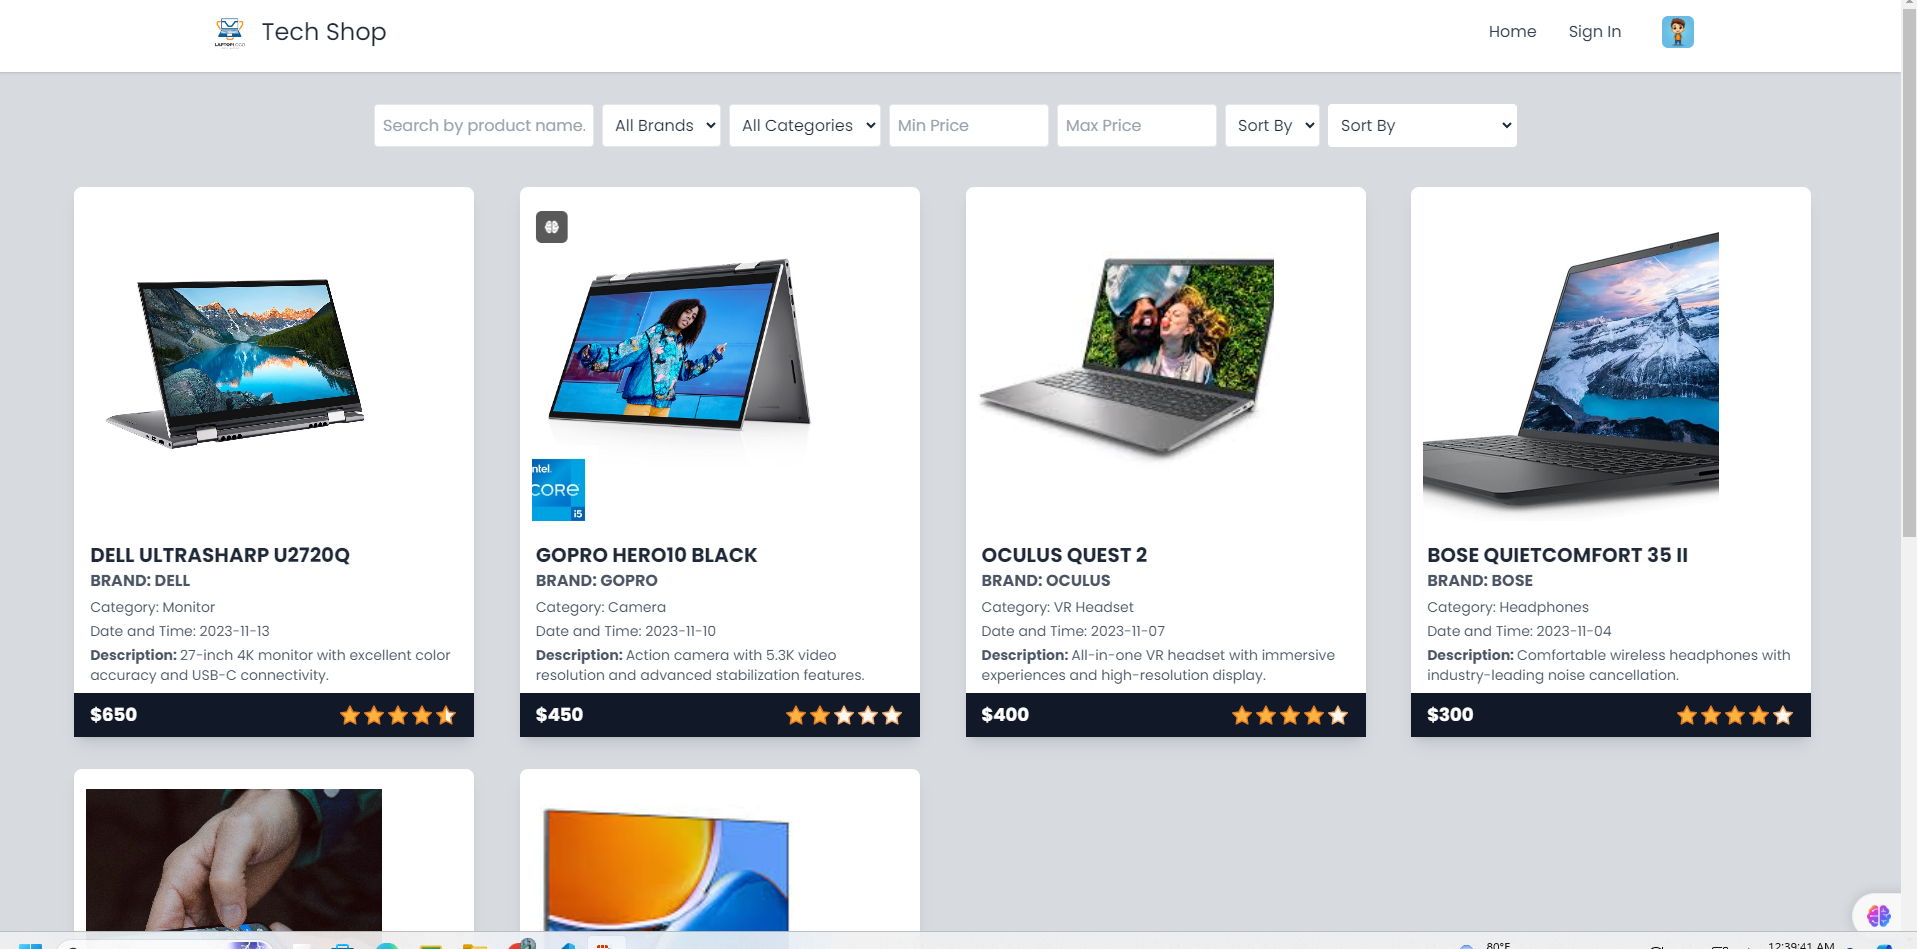 LAPTOP LOGO
Tech Shop
Home
Sign In
Search by product name.
All Brands
All Categories
Min Price
Max Price
Sort By
Sort By
intel.
CORE
i5
DELL ULTRASHARP U2720Q
BRAND: DELL
Category: Monitor
Date and Time: 2023-11-13
Description: 27-inch 4K monitor with excellent color
accuracy and USB-C connectivity.
$650
GOPRO HERO10 BLACK
BRAND: GOPRO
Category: Camera
Date and Time: 2023-11-10
Description: Action camera with 5.3K video
resolution and advanced stabilization features.
$450
OCULUS QUEST 2
BRAND: OCULUS
Category: VR Headset
Date and Time: 2023-11-07
Description: All-in-one VR headset with immersive
experiences and high-resolution display.
$400
BOSE QUIETCOMFORT 35 II
BRAND: BOSE
Category: Headphones
Date and Time: 2023-11-04
Description: Comfortable wireless headphones with
industry-leading noise cancellation.
$300
80°F
12:39:41 AM